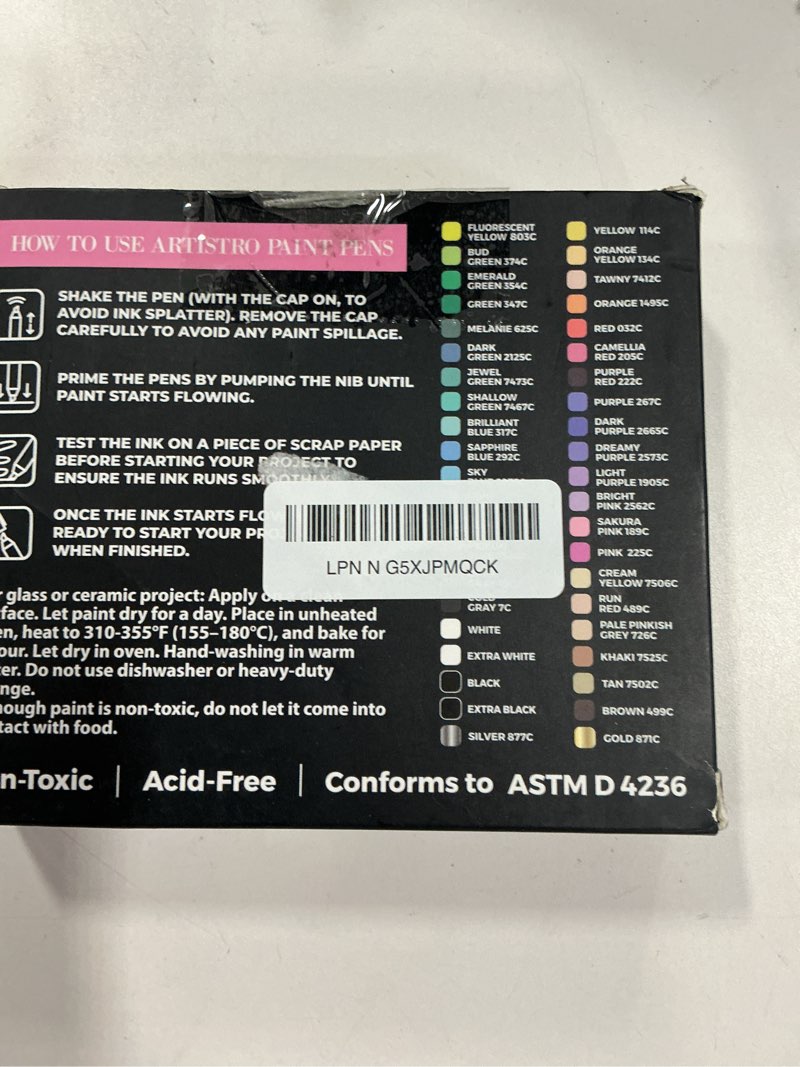 HOW TO USE ARTISTRO PAINT PENS
SHAKE THE PEN (WITH THE CAP ON, TO
AVOID INK SPLATTER). REMOVE THE CAP
CAREFULLY TO AVOID ANY PAINT SPILLAGE.
PRIME THE PENS BY PUMPING THE NIB UNTIL
PAINT STARTS FLOWING.
TEST THE INK ON A PIECE OF SCRAP PAPER
BEFORE STARTING YOUR PROJECT TO
ENSURE THE INK RUNS SMOOTHLY.
ONCE THE INK STARTS
READY TO START YOUR
WHEN FINISHED.
glass or ceramic project: Apply on a clean
Let paint dry for a day. Place in unheated
heat to 310-355°F (155–180°C), and bake for
Let dry in oven. Hand-washing in warm
Do not use dishwasher or heavy-duty
paint is non-toxic, do not let it come into
with food.
n-Toxic | Acid-Free | Conforms to ASTM D 4236
FLUORESCENT
YELLOW 803C
BUD
GREEN 374C
EMERALD
GREEN 354C
GREEN 347C
MELANIE 625C
DARK
GREEN 2125C
JEWEL
GREEN 7473C
SHALLOW
GREEN 7467C
BRILLIANT
BLUE 317C
SAPPHIRE
BLUE 292C
SKY
GRAY 7C
WHITE
EXTRA WHITE
BLACK
EXTRA BLACK
SILVER 877C
YELLOW 114C
ORANGE
YELLOW 134C
TAWNY 7412C
ORANGE 1495C
RED 032C
CAMELLIA
RED 205C
PURPLE
RED 222C
PURPLE 267C
DARK
PURPLE 2665C
DREAMY
PURPLE 2573C
LIGHT
PURPLE 1905C
BRIGHT
PINK 2562C
SAKURA
PINK 189C
PINK 225C
CREAM
YELLOW 7506C
RUN
RED 489C
PALE PINKISH
GREY 726C
KHAKI 7525C
TAN 7502C
BROWN 499C
GOLD 871C
LPN N G5XJPMQCK